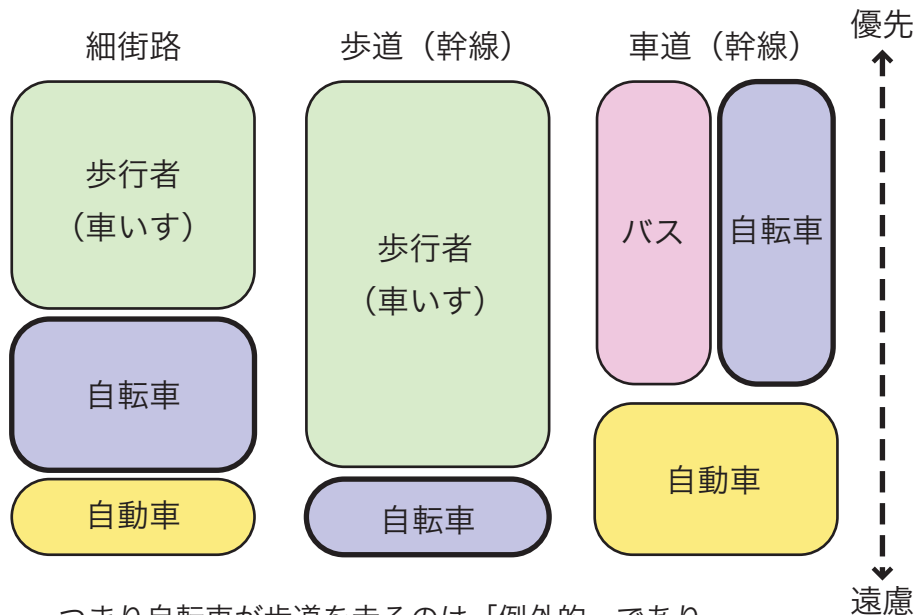 優先
細街路
歩道（幹線）
車道（幹線）
歩行者
（車いす）
自転車
自動車
歩行者
（車いす）
自転車
バス
自転車
自動車
遠慮
つまり自転車が歩道を走るのは「例外的」であり